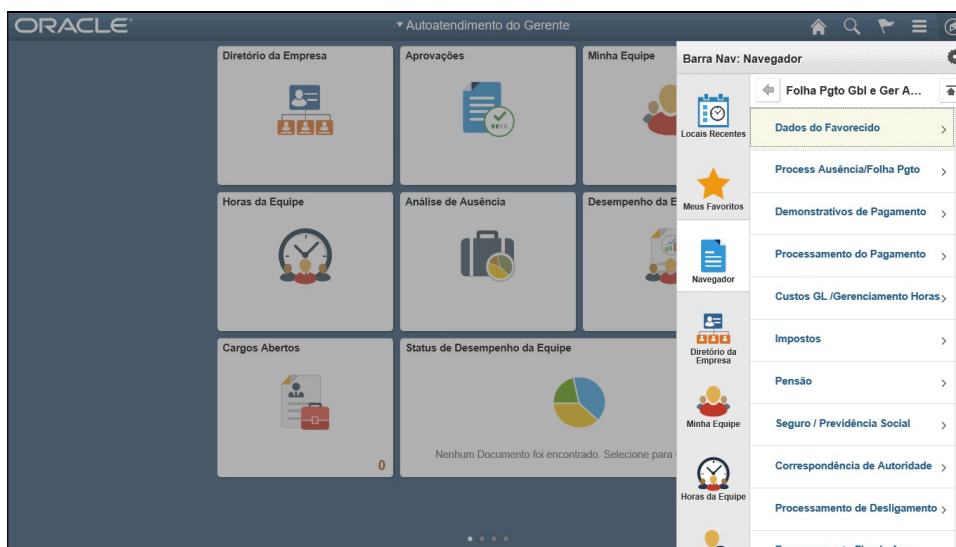 ORACLE
Autoatendimento do Gerente
Diretório da Empresa
Aprovações
Minha Equipe
Horas da Equipe
Análise de Ausência
Desempenho da E
Cargos Abertos
0
Status de Desempenho da Equipe
Nenhum Documento foi encontrado. Selecione para
Barra Nav: Navegador
Locais Recentes
Meus Favoritos
Navegador
Diretório da
Empresa
Minha Equipe
Horas da Equipe
Folha Pgto Gbl e Ger A...
Dados do Favorecido
Process Ausência/Folha Pgto
Demonstrativos de Pagamento
Processamento do Pagamento
Custos GL /Gerenciamento Horas
Impostos
Pensão
Seguro / Previdência Social
Correspondência de Autoridade
Processamento de Desligamento